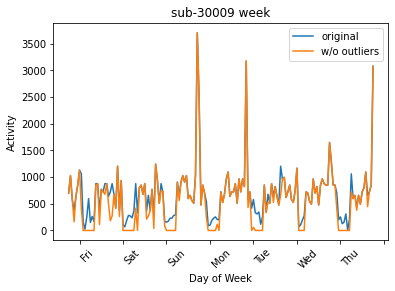 sub-30009 week
original
w/o outliers
3500
3000
2500
2000
1500
1000
500
0
Activity
Fri
Sat
Sun
Mon
Tue
Wed
Thu
Day of Week